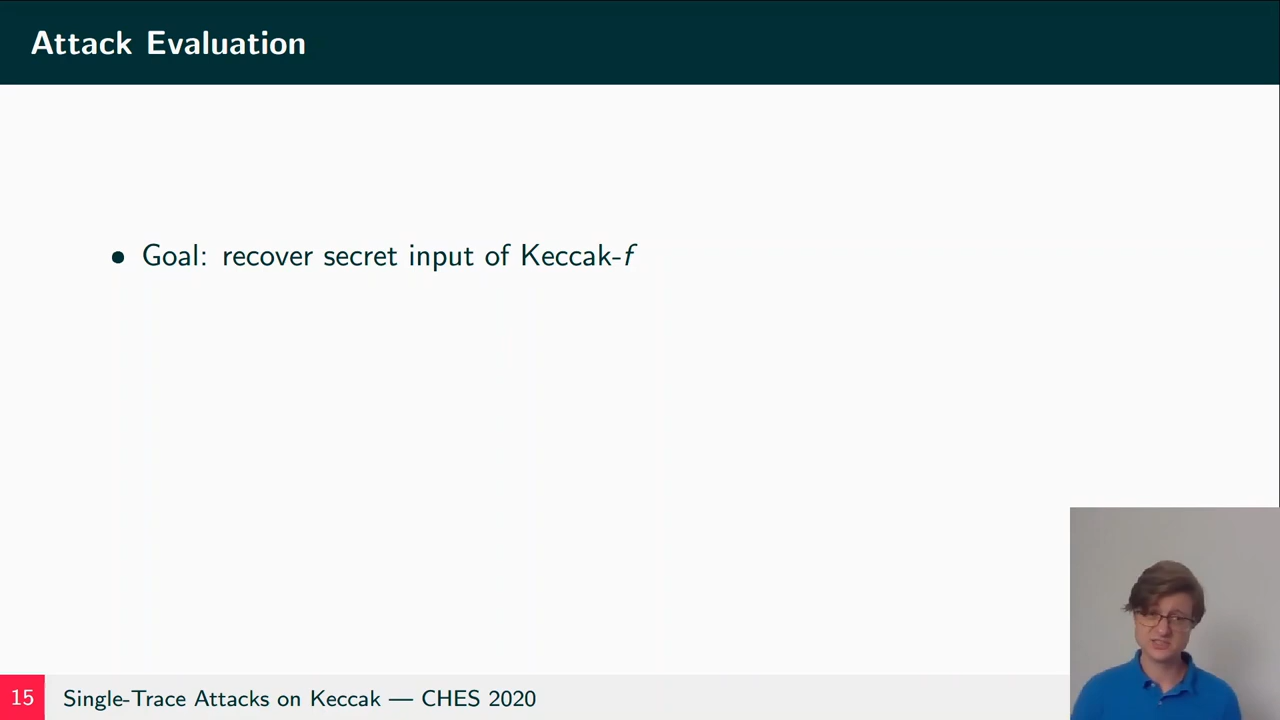 Attack Evaluation
• Goal: recover secret input of Keccak-f
15
Single-Trace Attacks on Keccak — CHES 2020